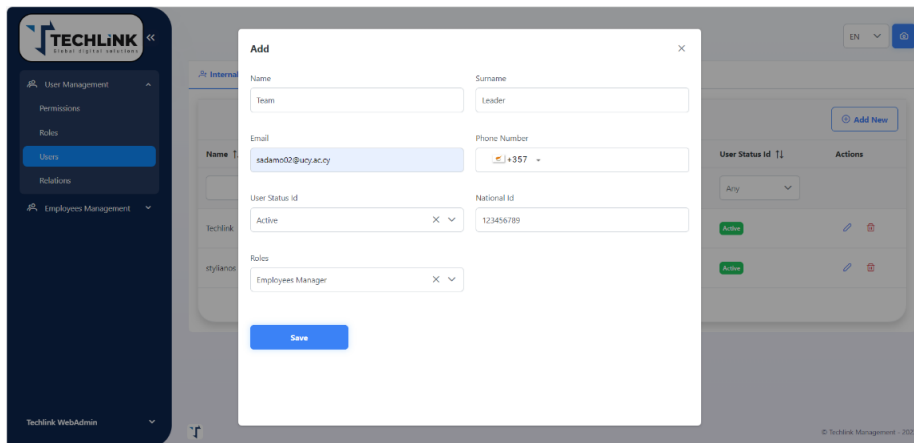 TECHLINK
Global digital solutions
User Management
Permissions
Roles
Users
Relations
Employees Management
Techlink WebAdmin
Internal
Name
Techlink
stylianos
Add
Name
Surname
Team
Leader
Email
Phone Number
sadamo02@ucy.ac.cy
+357
User Status Id
National Id
Active
123456789
Roles
Employees Manager
Save
EN
Add New
User Status Id
Actions
Any
Active
Active
© Techlink Management - 202